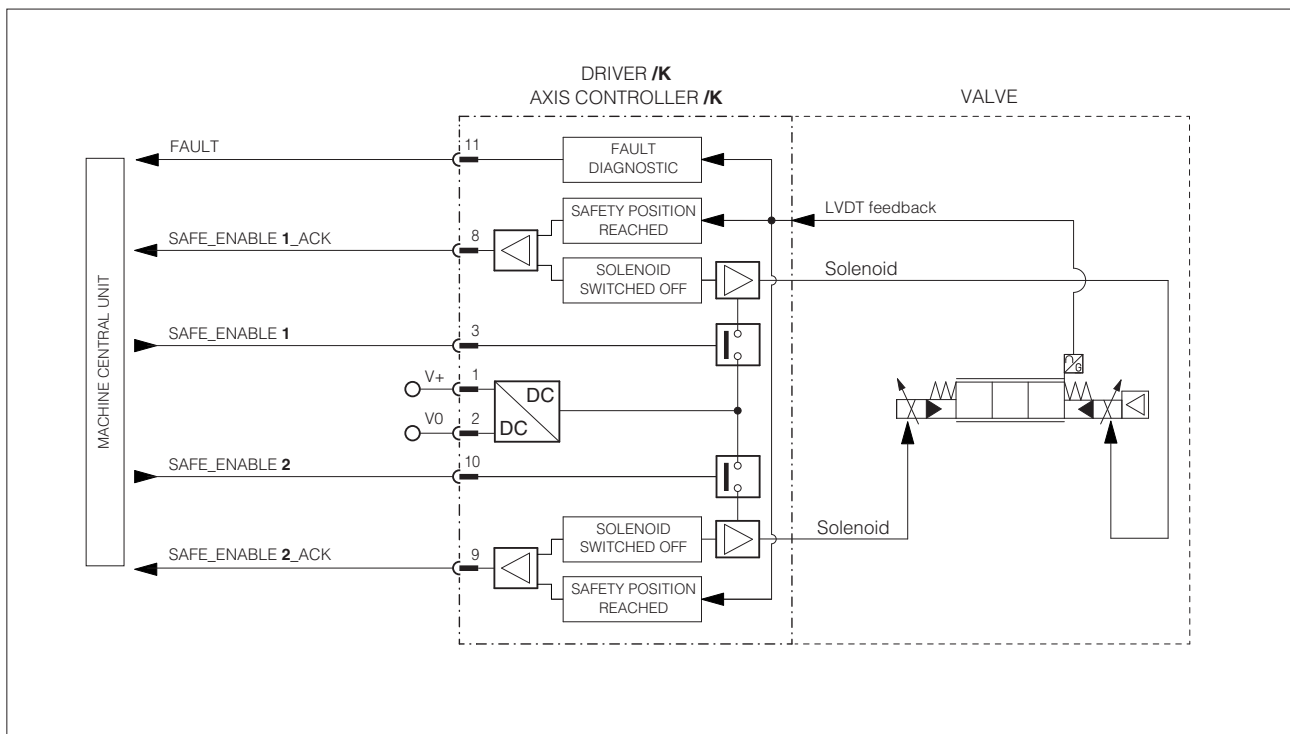 DRIVER /K
AXIS CONTROLLER /K
VALVE
FAULT
11
FAULT
DIAGNOSTIC
SAFETY POSITION
REACHED
LVDT feedback
SAFE_ENABLE 1_ACK
8
SOLENOID
SWITCHED OFF
Solenoid
MACHINE CENTRAL UNIT
SAFE_ENABLE 1
3
V+
1
DC
DC
V0
2
G
SAFE_ENABLE 2
10
SOLENOID
SWITCHED OFF
Solenoid
SAFE_ENABLE 2_ACK
9
SAFETY POSITION
REACHED